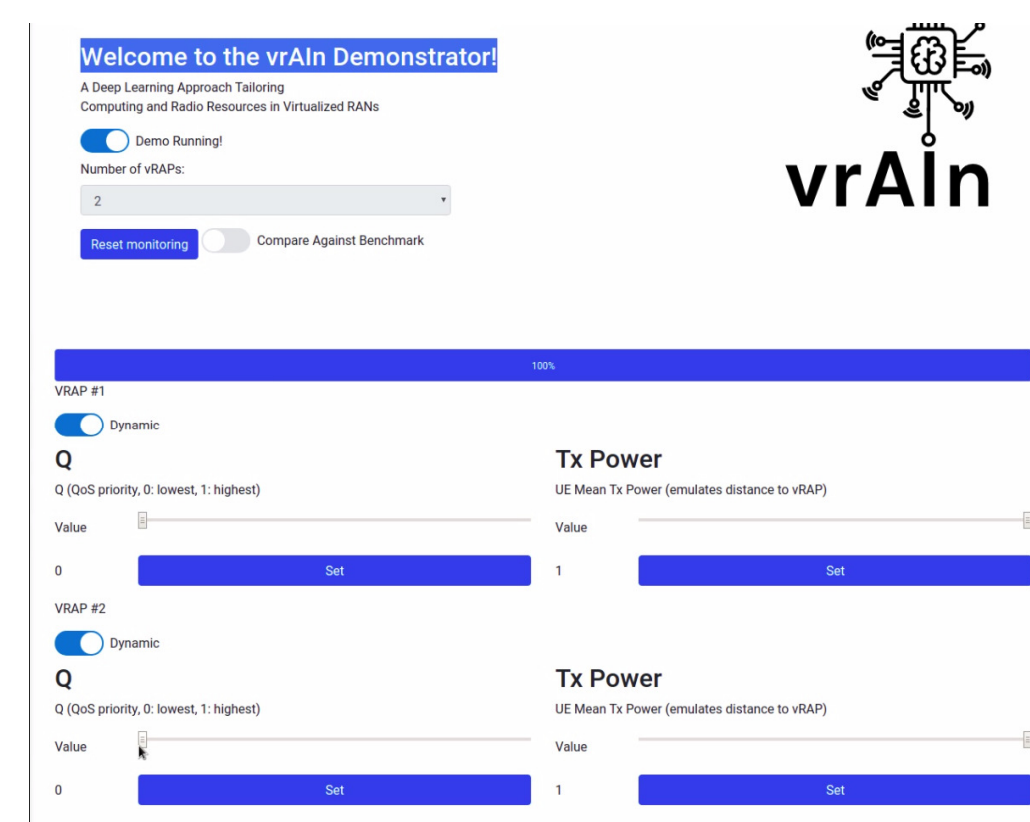 Welcome to the vrAIn Demonstrator!
A Deep Learning Approach Tailoring
Computing and Radio Resources in Virtualized RANs
Demo Running!
Number of vRAPs:
2
Reset monitoring
Compare Against Benchmark
vrAIn
100%
VRAP #1
Dynamic
Q
Q (QoS priority, 0: lowest, 1: highest)
Value
0
Set
Tx Power
UE Mean Tx Power (emulates distance to vRAP)
Value
1
Set
VRAP #2
Dynamic
Q
Q (QoS priority, 0: lowest, 1: highest)
Value
0
Set
Tx Power
UE Mean Tx Power (emulates distance to vRAP)
Value
1
Set